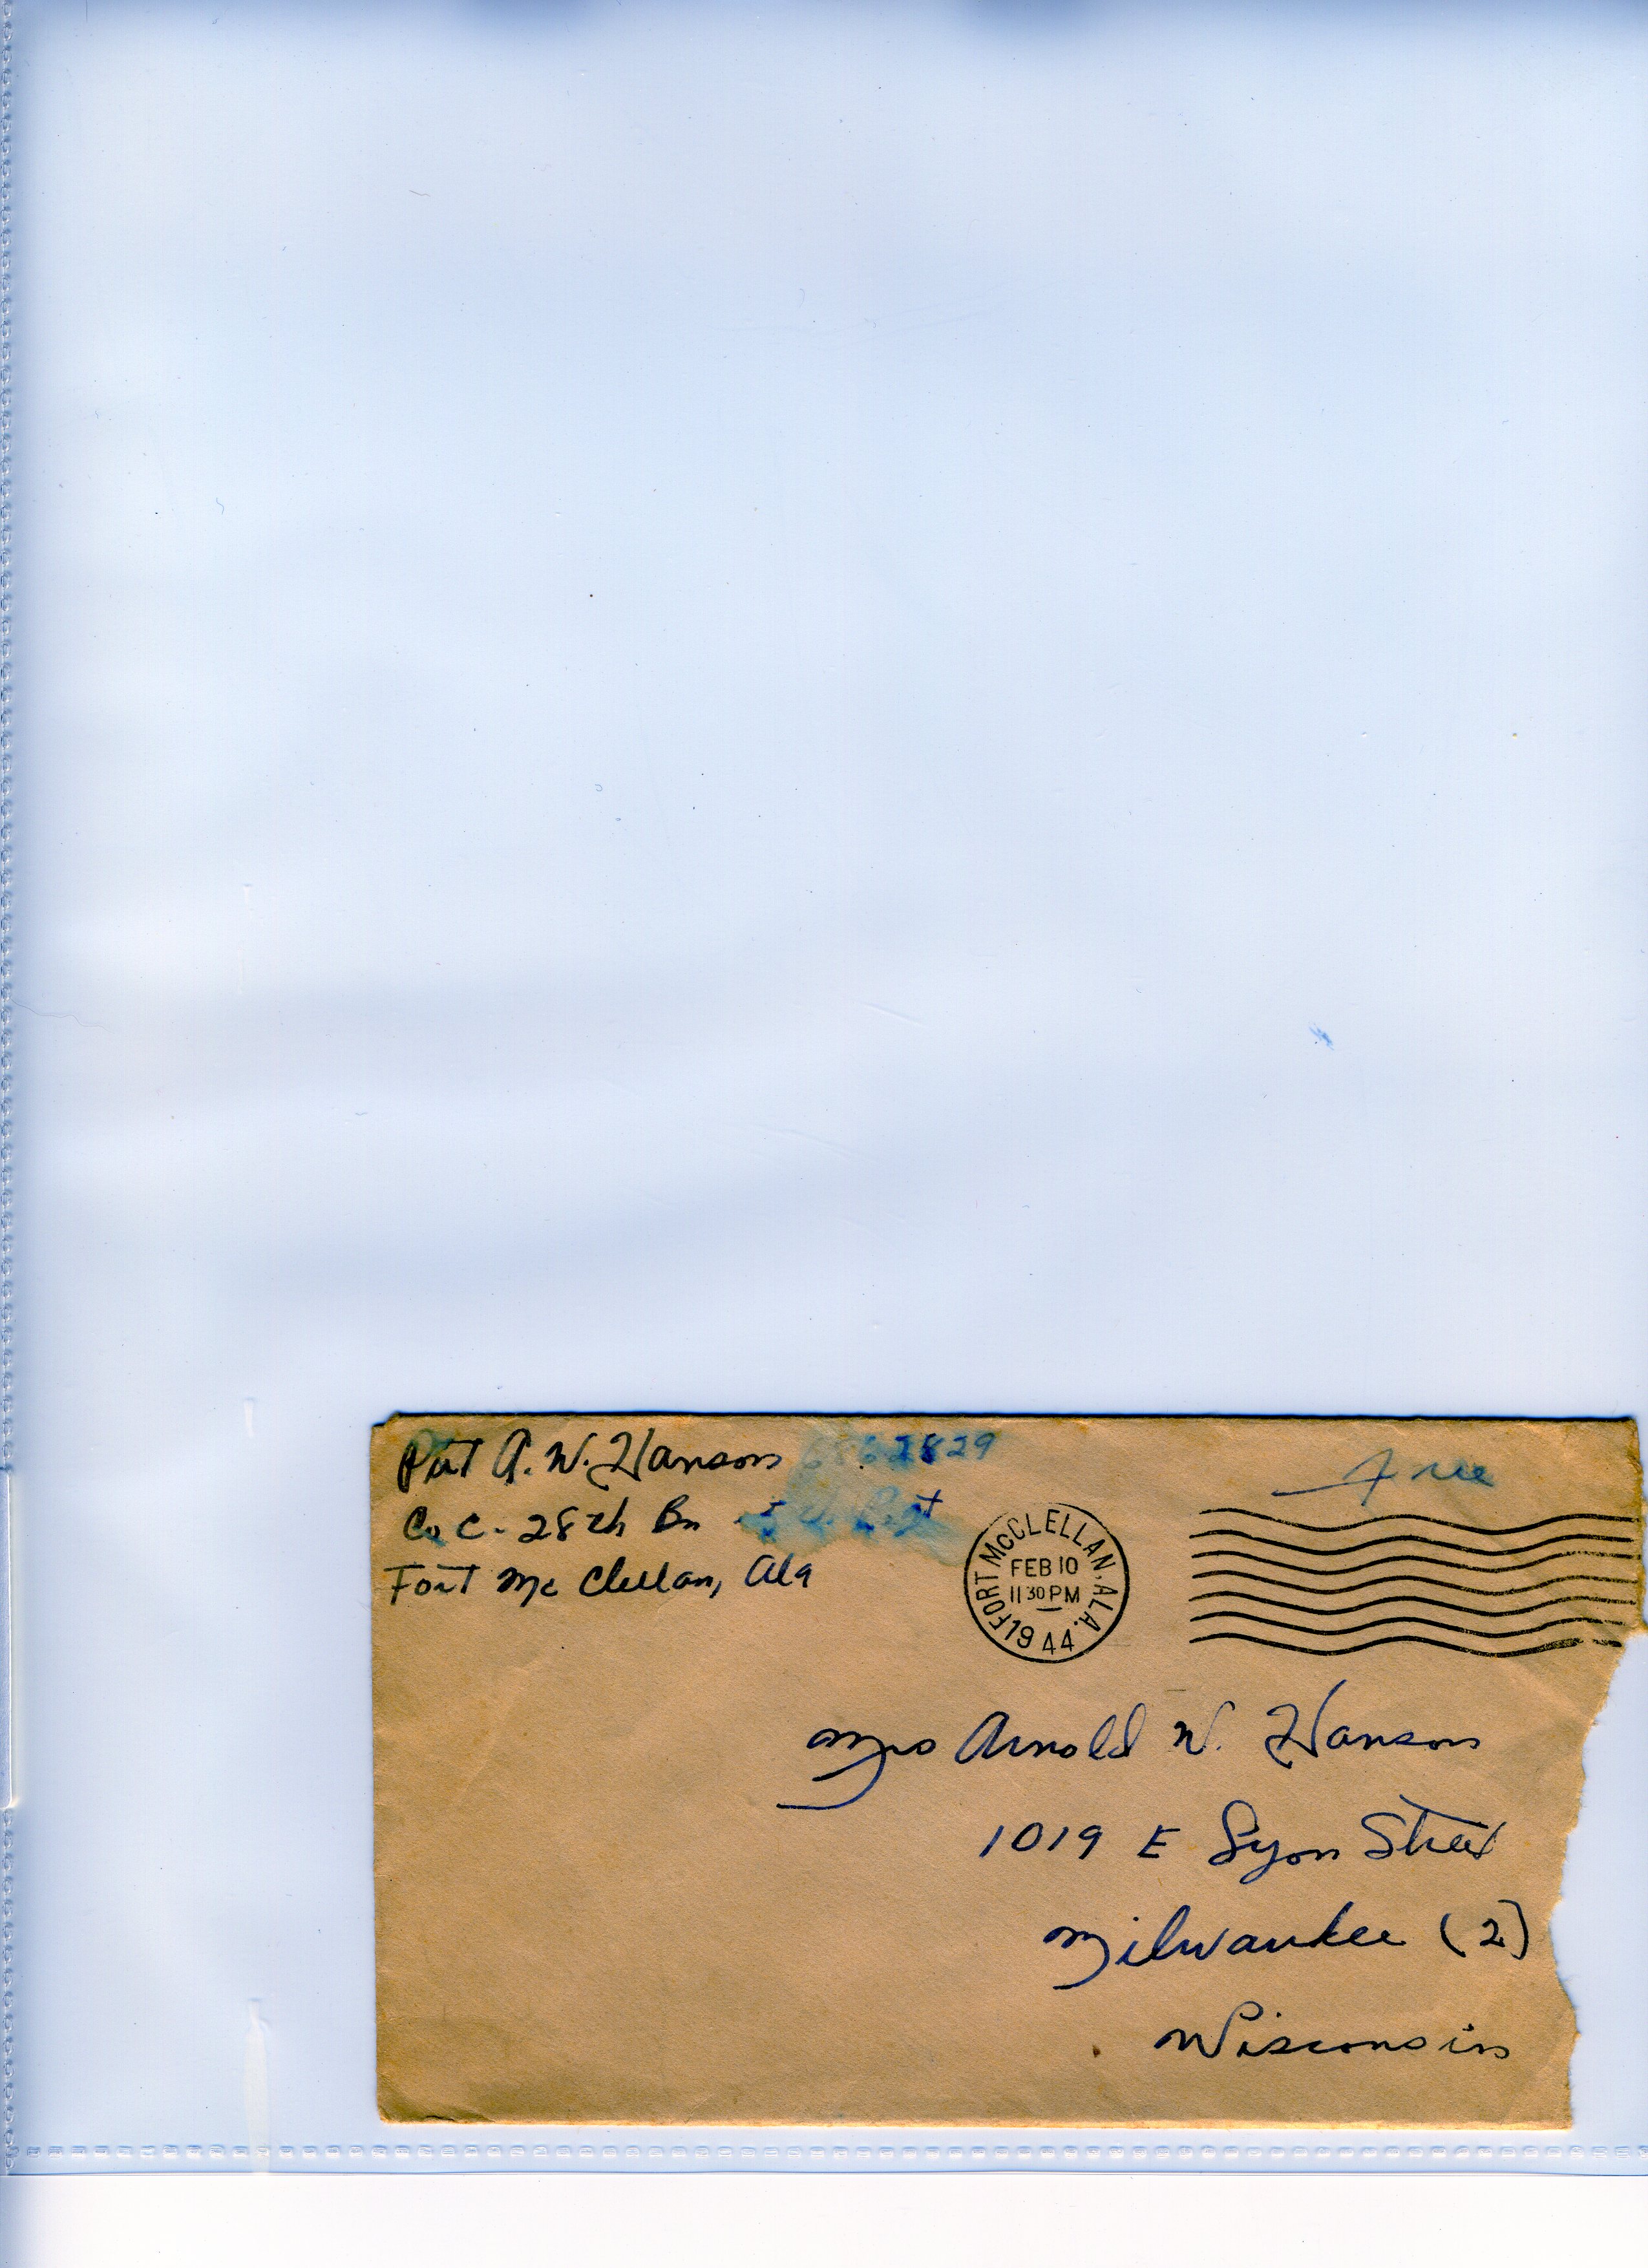 Pvt A. W. Hanson
Co C - 28th Bn Regt
Fort Mc Clellan, Ala
Free
FORT McCLELLAN, ALA.
FEB 10
11 30 PM
1944
Mrs Arnold W. Hanson
1019 E Lyon Street
Milwaukee (2)
Wisconsin